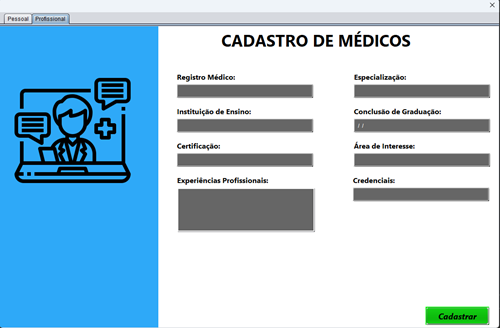 Pessoal Profissional
CADASTRO DE MÉDICOS
Registro Médico: Especialização:
Instituição de Ensino: Conclusão de Graduação:
/ /
Certificação: Área de Interesse:
Experiências Profissionais: Credenciais:
Cadastrar